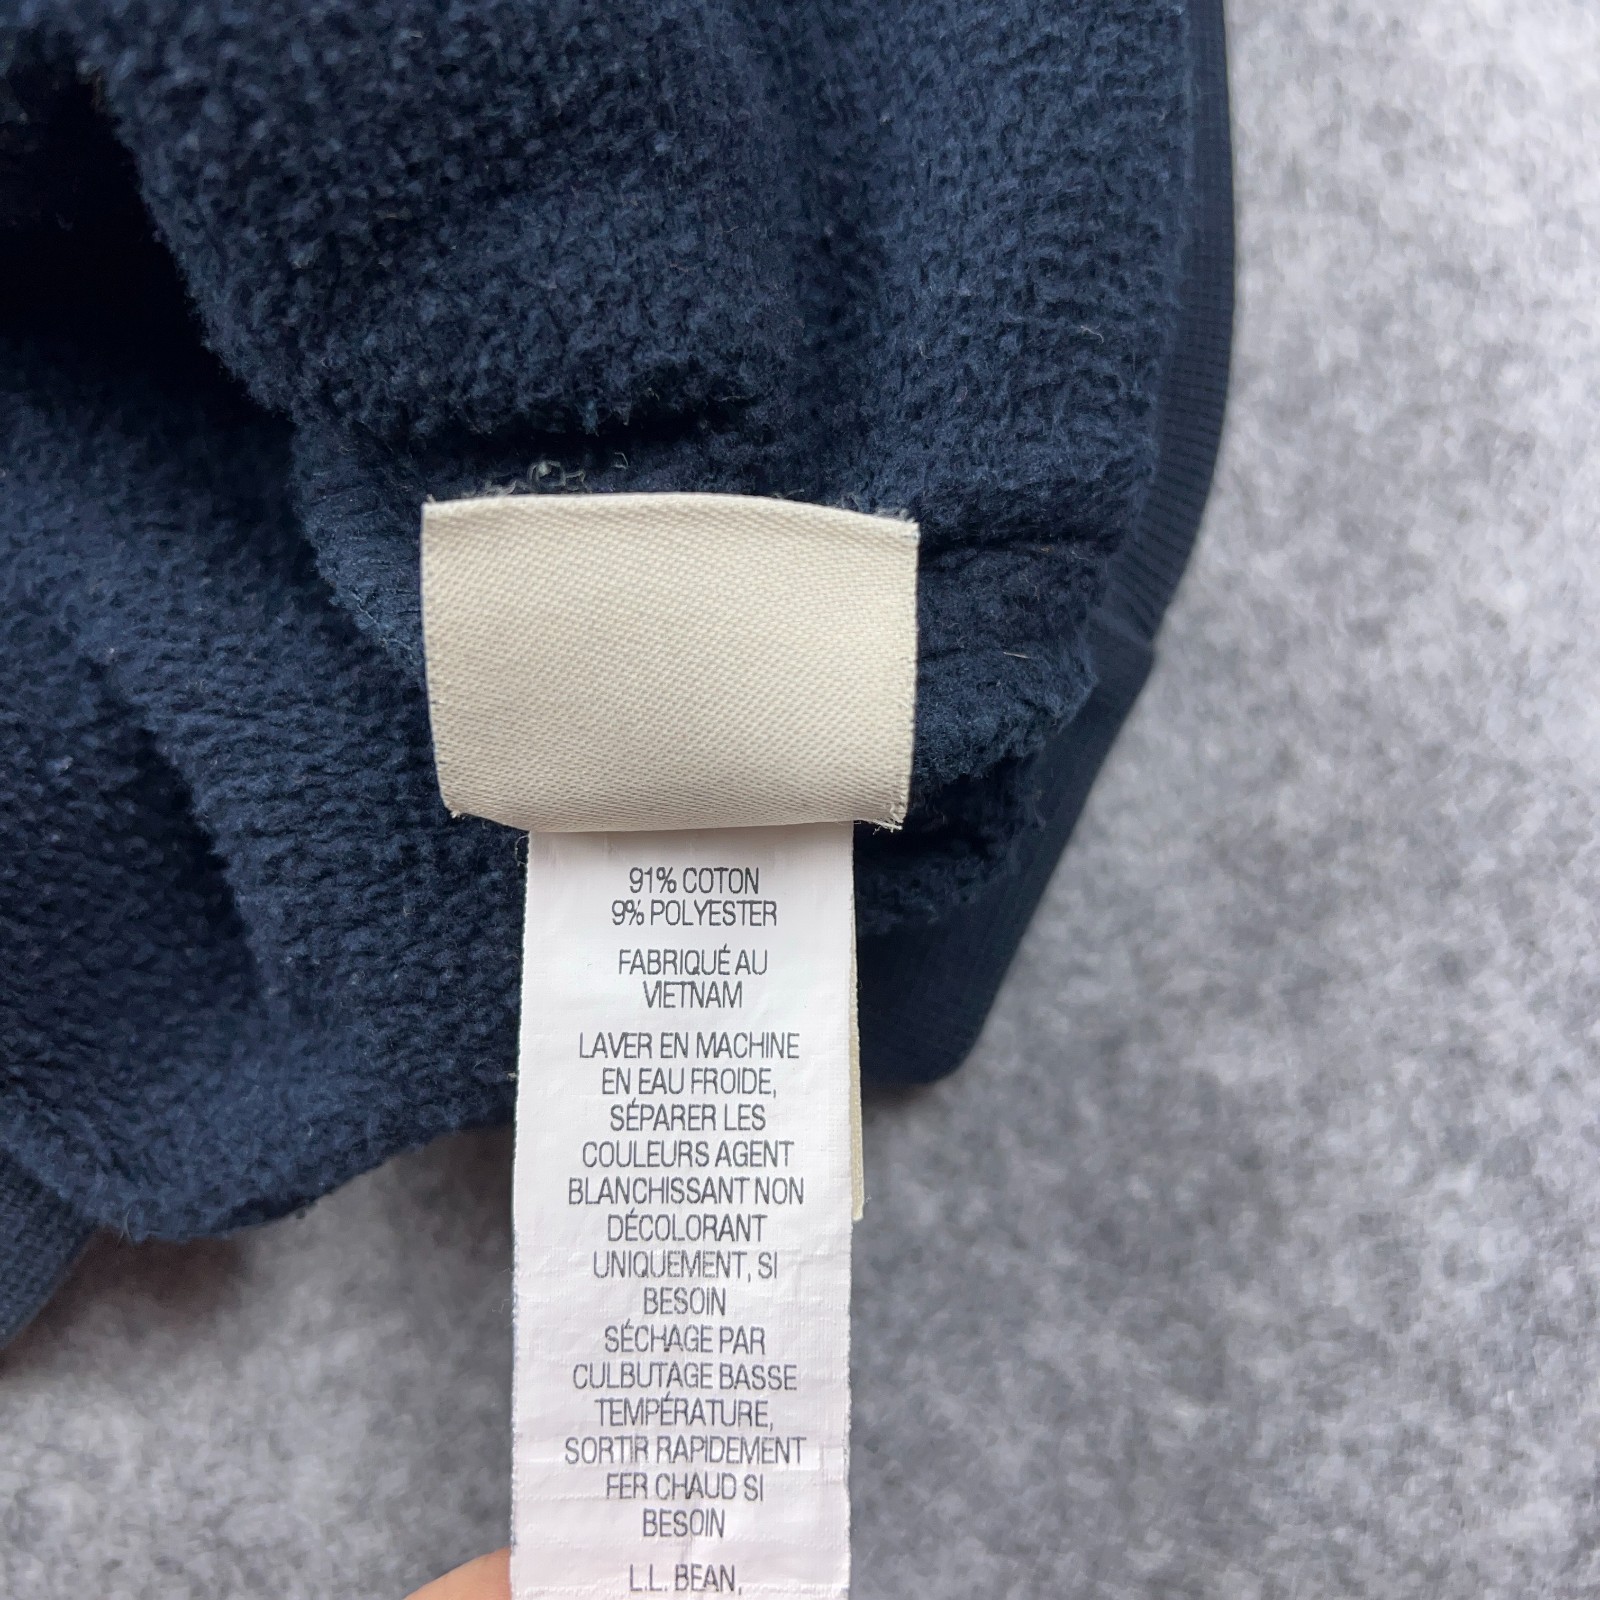 91% COTON
9% POLYESTER
FABRIQUÉ AU
VIETNAM
LAVER EN MACHINE
EN EAU FROIDE,
SÉPARER LES
COULEURS AGENT
BLANCHISSANT NON
DÉCOLORANT
UNIQUEMENT, SI
BESOIN
SÉCHAGE PAR
CULBUTAGE BASSE
TEMPÉRATURE,
SORTIR RAPIDEMENT
FER CHAUD SI
BESOIN
L.L. BEAN,